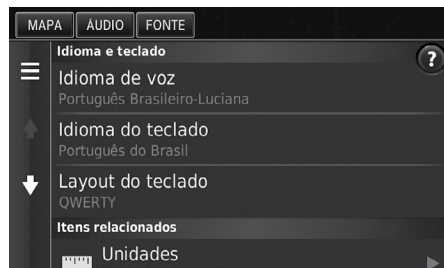 MAPA ÁUDIO FONTE
Idioma e teclado
?
Idioma de voz
Português Brasileiro-Luciana
Idioma do teclado
Português do Brasil
Layout do teclado
QWERTY
Itens relacionados
Unidades